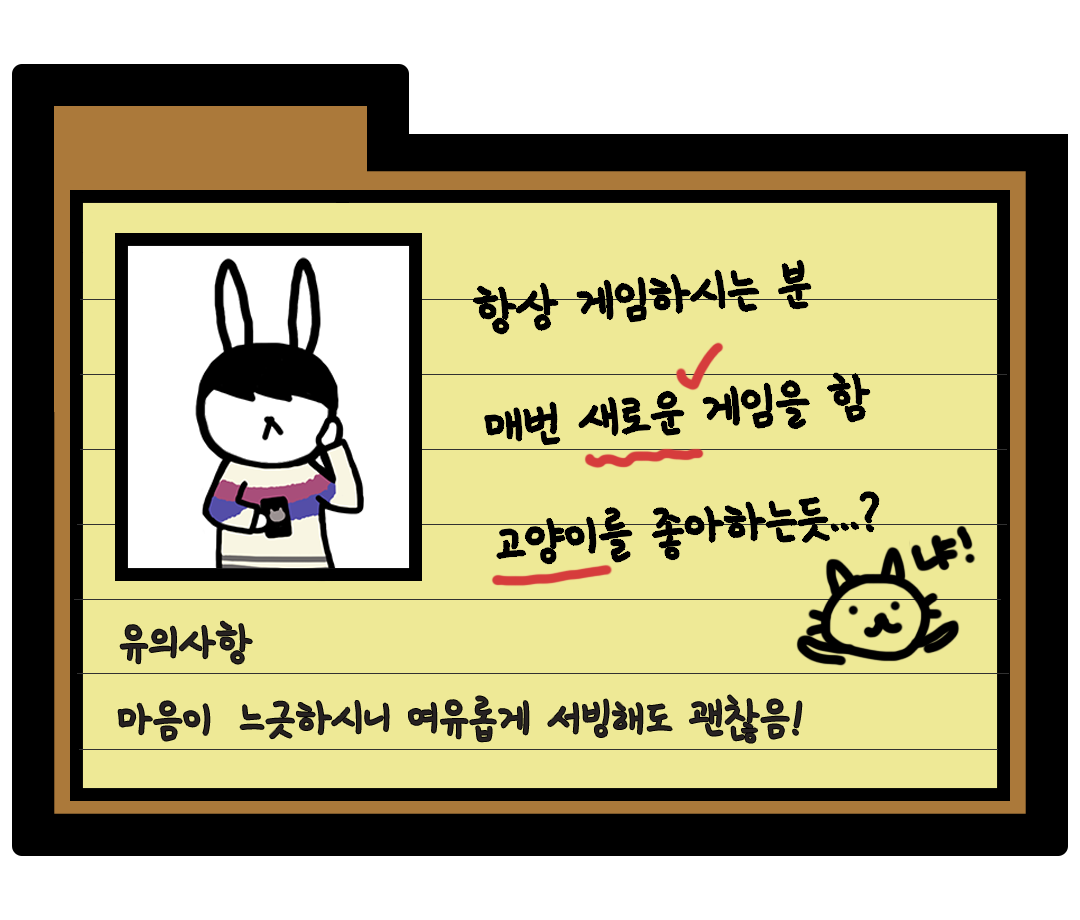 항상 게임하시는 분
매번 새로운 게임을 함
고양이를 좋아하는듯...?
냐!
유의사항
마음이 느긋하시니 여유롭게 서빙해도 괜찮음!